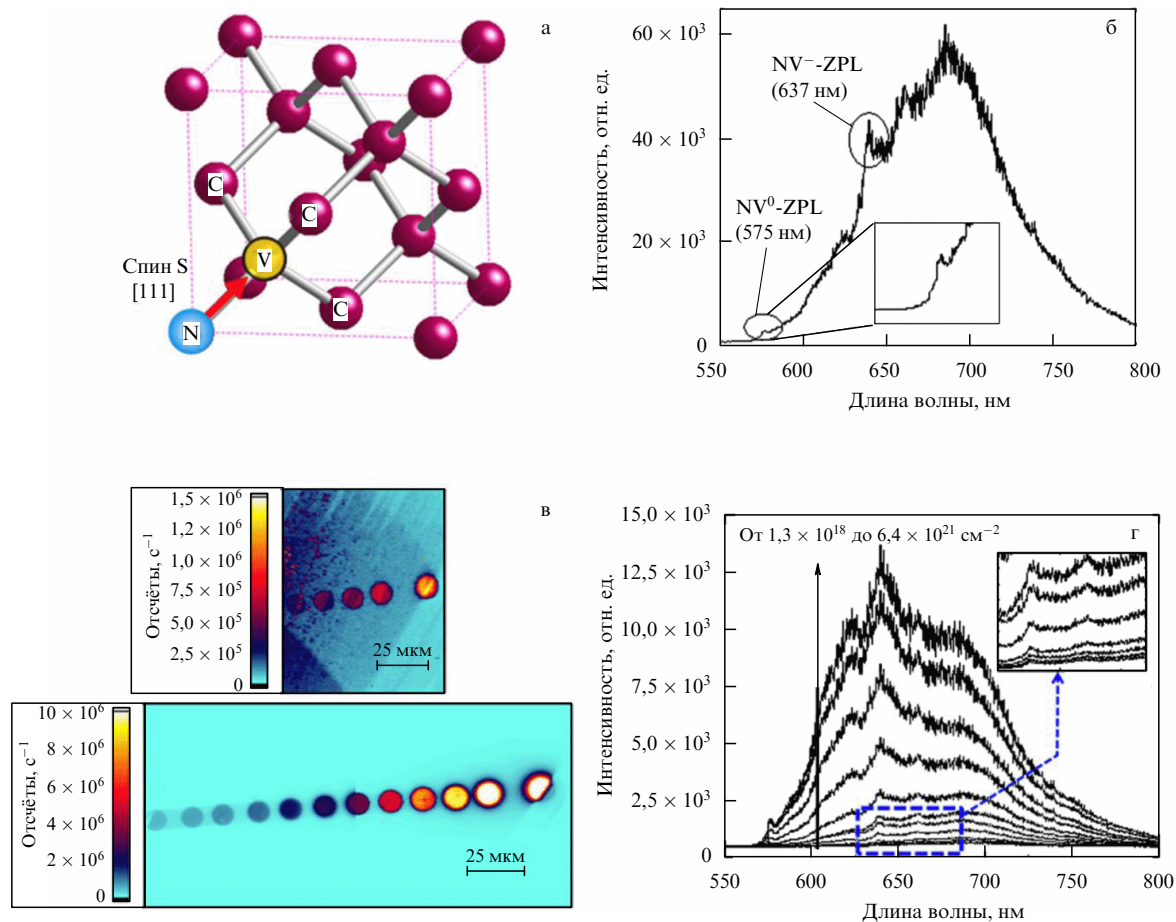 а
C
C
V
Спин S
[111]
C
N
б
60 × 10³
40 × 10³
20 × 10³
0
Интенсивность, отн. ед.
NV⁻-ZPL
(637 нм)
NV⁰-ZPL
(575 нм)
550 600 650 700 750 800
Длина волны, нм
в
1,5 × 10⁶
1,2 × 10⁶
1,0 × 10⁶
7,5 × 10⁵
5,0 × 10⁵
2,5 × 10⁵
0
Отсчёты, с⁻¹
25 мкм
10 × 10⁶
8 × 10⁶
6 × 10⁶
4 × 10⁶
2 × 10⁶
0
Отсчёты, с⁻¹
25 мкм
г
От 1,3 × 10¹⁸ до 6,4 × 10²¹ см⁻²
15,0 × 10³
12,5 × 10³
10,0 × 10³
7,5 × 10³
5,0 × 10³
2,5 × 10³
0
Интенсивность, отн. ед.
550 600 650 700 750 800
Длина волны, нм